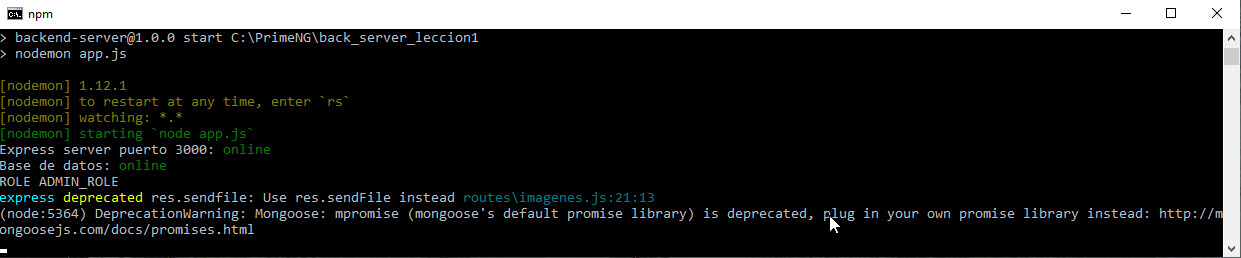 npm
> backend-server@1.0.0 start C:\PrimeNG\back_server_leccion1
> nodemon app.js
[nodemon] 1.12.1
[nodemon] to restart at any time, enter `rs`
[nodemon] watching: *.*
[nodemon] starting `node app.js`
Express server puerto 3000: online
Base de datos: online
ROLE ADMIN_ROLE
express deprecated res.sendfile: Use res.sendFile instead routes\imagenes.js:21:13
(node:5364) DeprecationWarning: Mongoose: mpromise (mongoose's default promise library) is deprecated, plug in your own promise library instead: http://m
ongoosejs.com/docs/promises.html